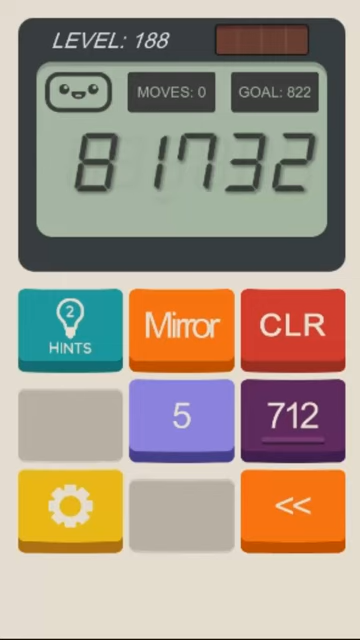 LEVEL: 188
MOVES: 0
GOAL: 822
81732
2
HINTS
Mirror
CLR
5
712
<<